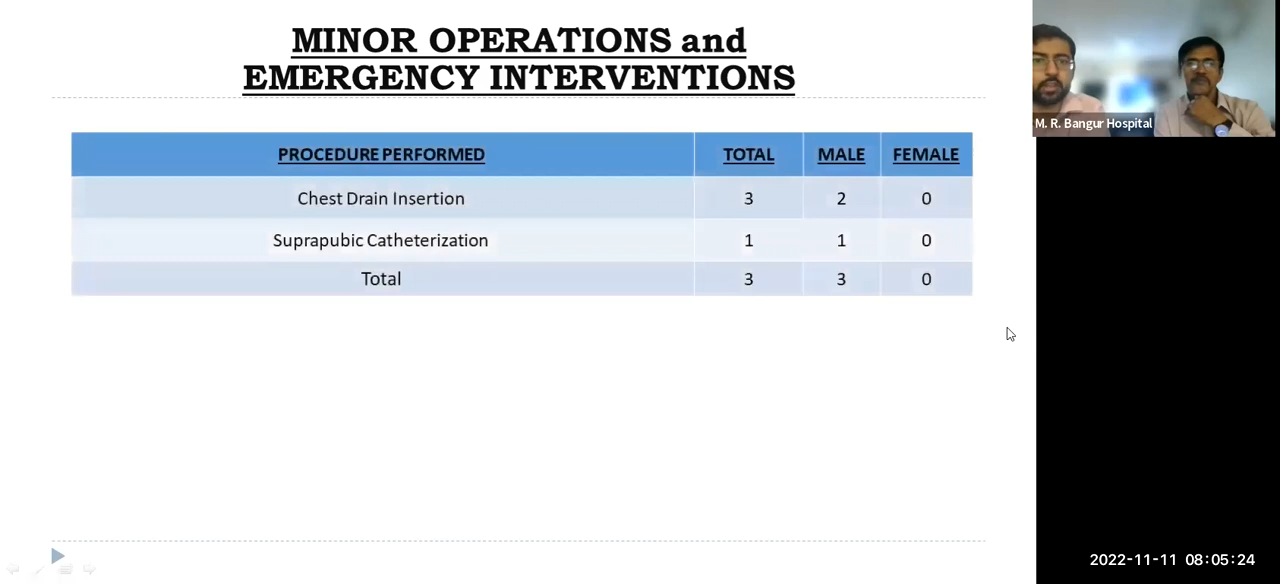 MINOR OPERATIONS and
EMERGENCY INTERVENTIONS
PROCEDURE PERFORMED TOTAL MALE FEMALE
Chest Drain Insertion 3 2 0
Suprapubic Catheterization 1 1 0
Total 3 3 0
M. R. Bangur Hospital
2022-11-11 08:05:24